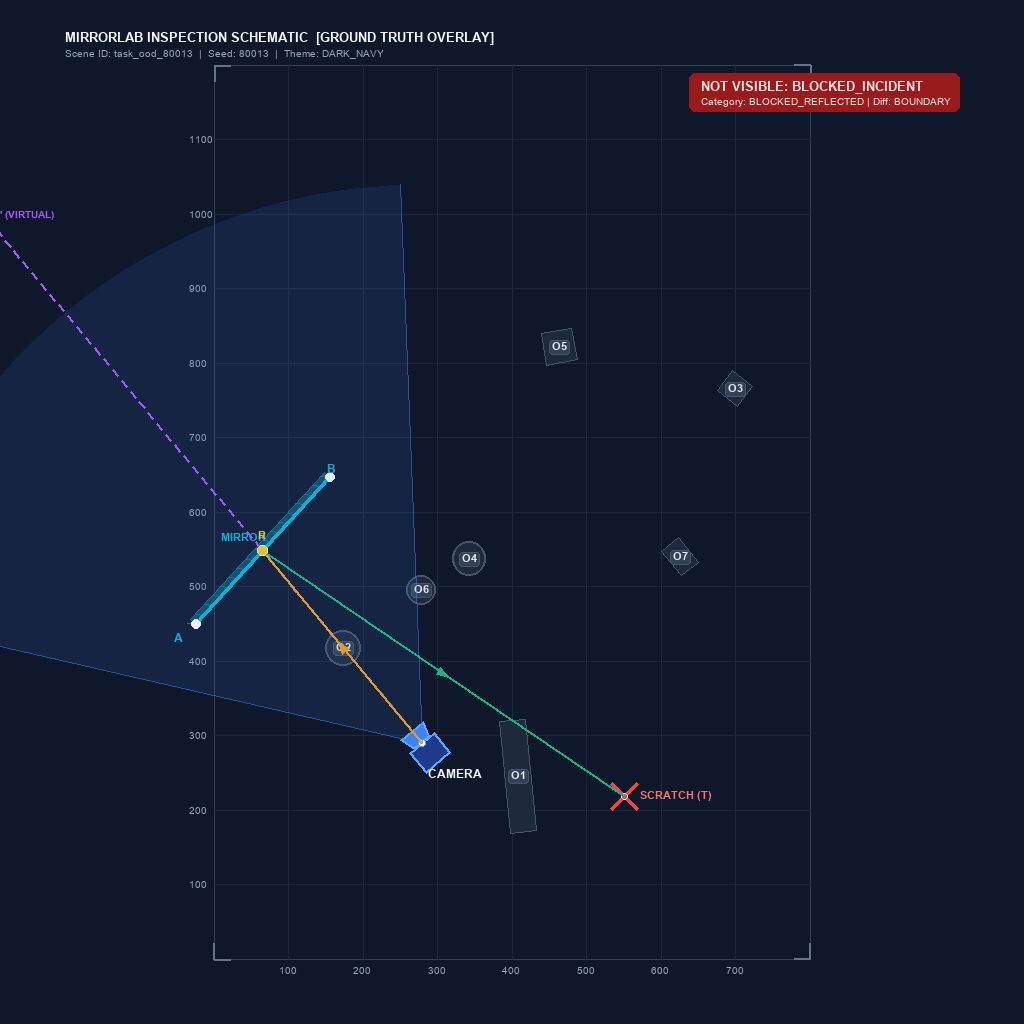 MIRRORLAB INSPECTION SCHEMATIC [GROUND TRUTH OVERLAY]
Scene ID: task_ood_80013 | Seed: 80013 | Theme: DARK_NAVY
NOT VISIBLE: BLOCKED_INCIDENT
Category: BLOCKED_REFLECTED | Diff: BOUNDARY
1100
1000
' (VIRTUAL)
900
O5
800
O3
700
B
600
MIRROR
R
O4
O7
500
O6
A
O2
400
300
CAMERA
O1
SCRATCH (T)
200
100
100 200 300 400 500 600 700